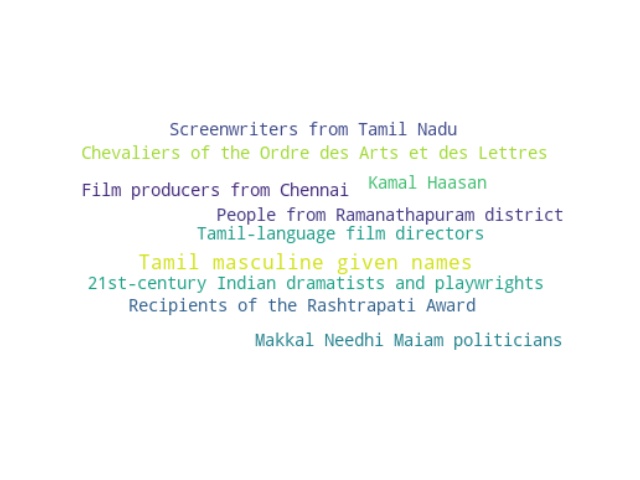 Screenwriters from Tamil Nadu
Chevaliers of the Ordre des Arts et des Lettres
Kamal Haasan
Film producers from Chennai
People from Ramanathapuram district
Tamil-language film directors
Tamil masculine given names
21st-century Indian dramatists and playwrights
Recipients of the Rashtrapati Award
Makkal Needhi Maiam politicians